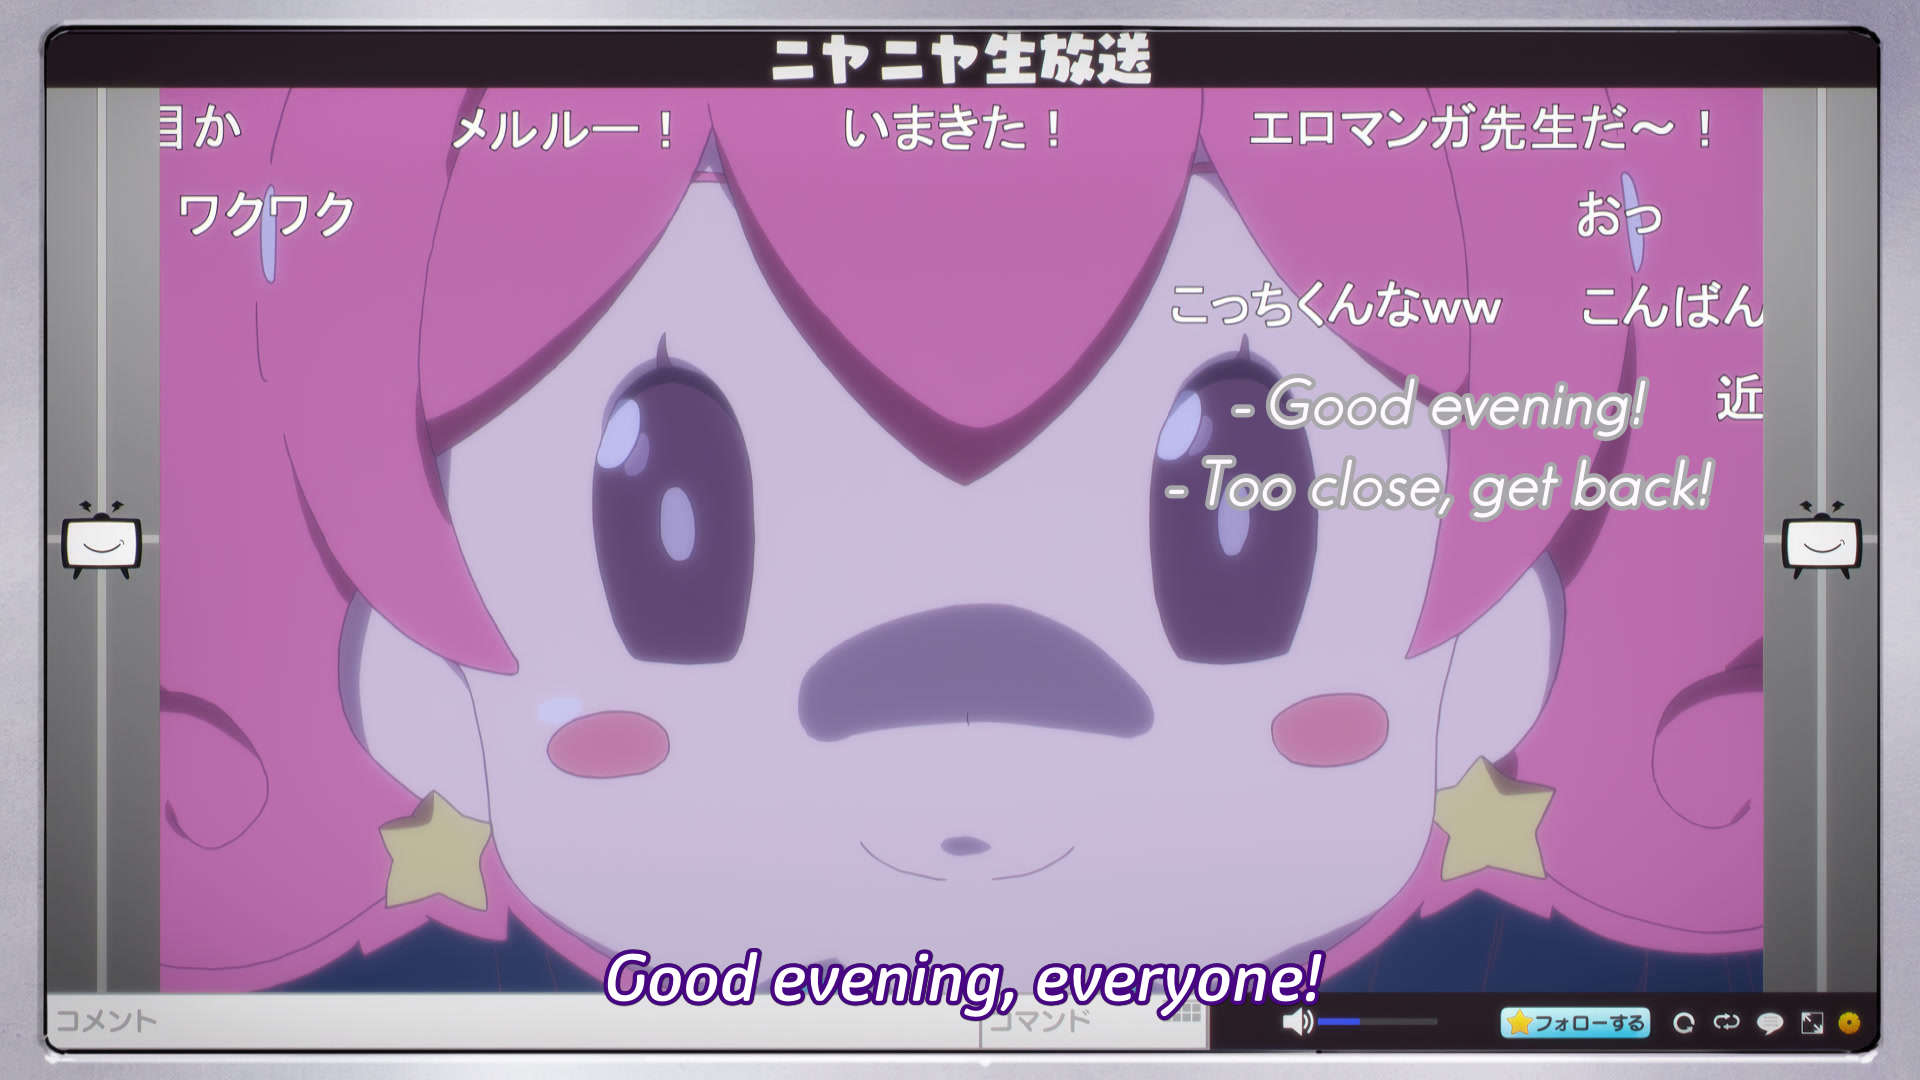 ニヤニヤ生放送
目か メルルー！ いまきた！ エロマンガ先生だ～！
ワクワク おっ
こっちくんなww こんばん
近
- Good evening!
- Too close, get back!
Good evening, everyone!
コメント コマンド フォローする